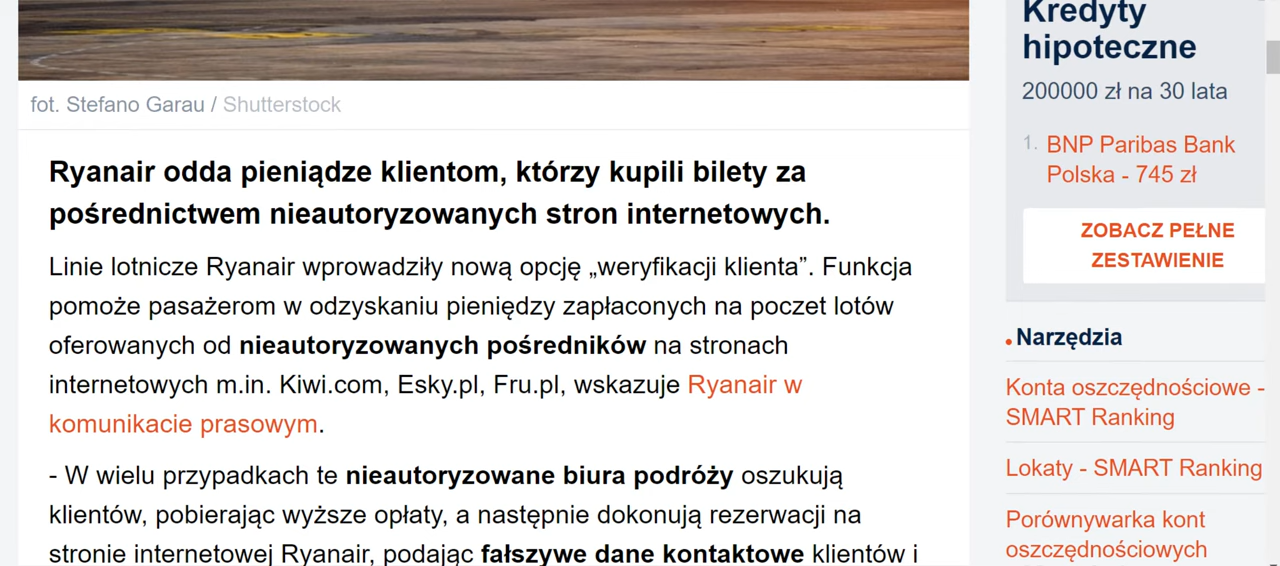 fot. Stefano Garau / Shutterstock
Ryanair odda pieniądze klientom, którzy kupili bilety za
pośrednictwem nieautoryzowanych stron internetowych.
Linie lotnicze Ryanair wprowadziły nową opcję „weryfikacji klienta”. Funkcja
pomoże pasażerom w odzyskaniu pieniędzy zapłaconych na poczet lotów
oferowanych od nieautoryzowanych pośredników na stronach
internetowych m.in. Kiwi.com, Esky.pl, Fru.pl, wskazuje Ryanair w
komunikacie prasowym.
- W wielu przypadkach te nieautoryzowane biura podróży oszukują
klientów, pobierając wyższe opłaty, a następnie dokonują rezerwacji na
stronie internetowej Ryanair, podając fałszywe dane kontaktowe klientów i
Kredyty
hipoteczne
200000 zł na 30 lata
1. BNP Paribas Bank
Polska - 745 zł
ZOBACZ PEŁNE
ZESTAWIENIE
Narzędzia
Konta oszczędnościowe -
SMART Ranking
Lokaty - SMART Ranking
Porównywarka kont
oszczędnościowych